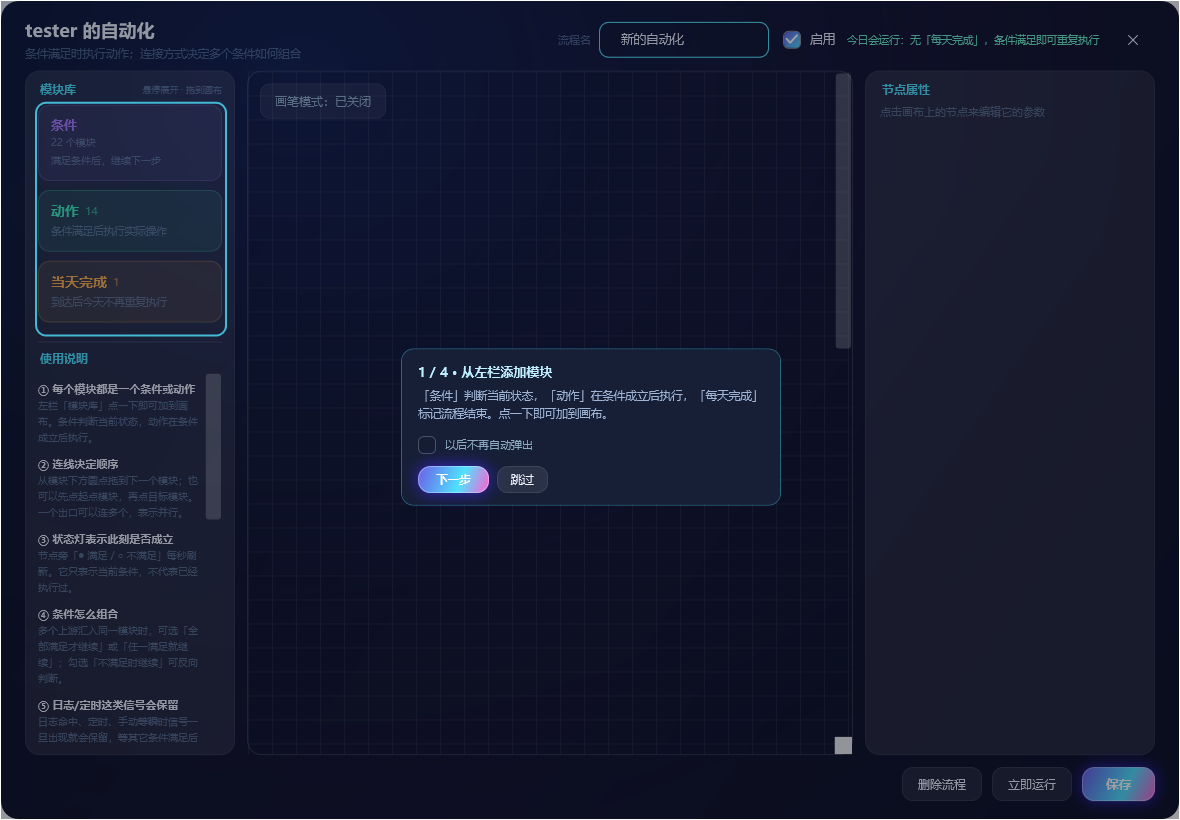 tester 的自动化
条件满足时执行动作；连接方式决定多个条件如何组合
流程名
新的自动化
启用
今日会运行：无「每天完成」，条件满足即可重复执行
模块库
悬停展开 · 拖到画布
条件
22 个模块
满足条件后，继续下一步
动作 14
条件满足后执行实际操作
当天完成 1
到达后今天不再重复执行
使用说明
① 每个模块都是一个条件或动作
左栏「模块库」点一下即可加到画
布。条件判断当前状态，动作在条件
成立后执行。
② 连线决定顺序
从模块下方圆点拖到下一个模块；也
可以先点起点模块，再点目标模块。
一个出口可以连多个，表示并行。
③ 状态灯表示此刻是否成立
节点旁「● 满足 / ○ 不满足」每秒刷
新。它只表示当前条件，不代表已经
执行过。
④ 条件怎么组合
多个上游汇入同一模块时，可选「全
部满足才继续」或「任一满足就继
续」；勾选「不满足时继续」可反向
判断。
⑤ 日志/定时这类信号会保留
日志命中、定时、手动等瞬时信号一
旦出现就会保留，等其它条件满足后
画笔模式：已关闭
1 / 4 • 从左栏添加模块
「条件」判断当前状态，「动作」在条件成立后执行，「每天完成」
标记流程结束。点一下即可加到画布。
以后不再自动弹出
下一步
跳过
节点属性
点击画布上的节点来编辑它的参数
删除流程
立即运行
保存